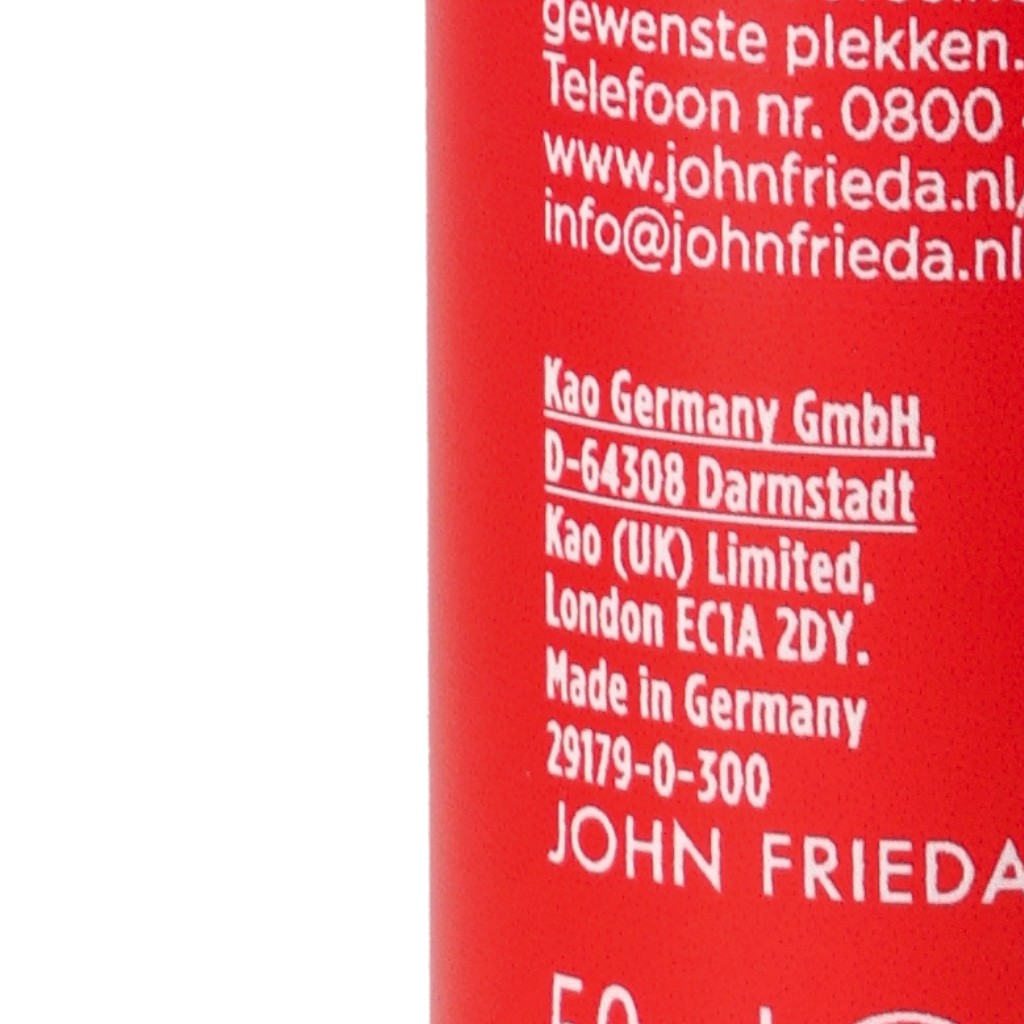 gewenste plekken.
Telefoon nr. 0800
www.johnfrieda.nl
info@johnfrieda.nl
Kao Germany GmbH,
D-64308 Darmstadt
Kao (UK) Limited,
London EC1A 2DY.
Made in Germany
29179-0-300
JOHN FRIEDA